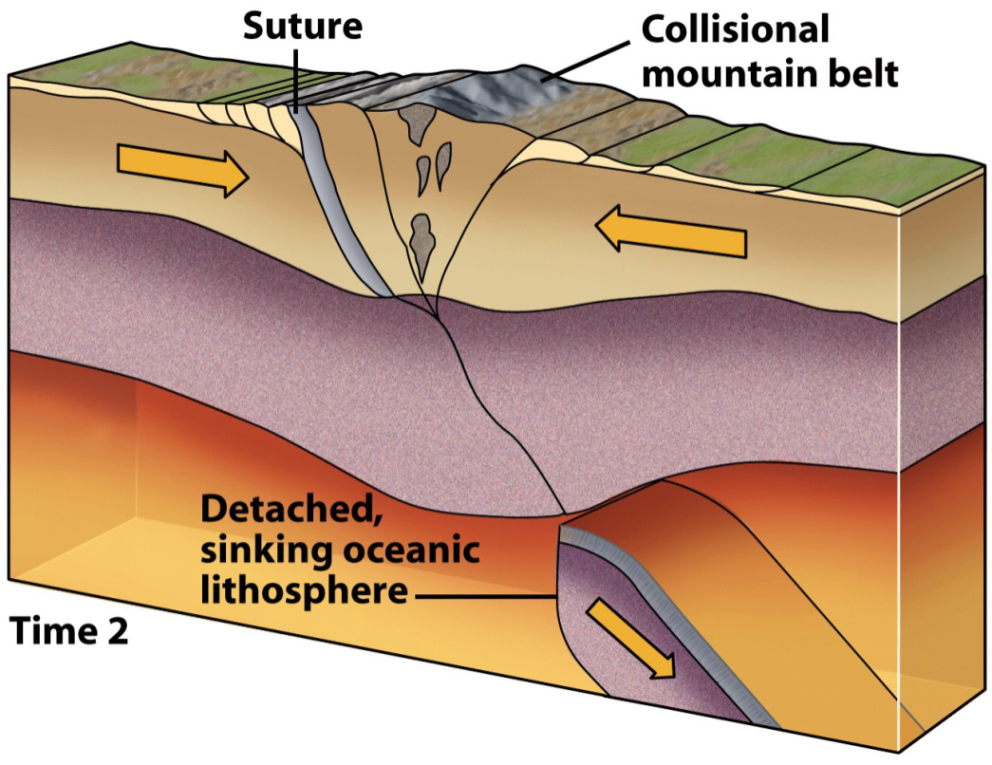 Suture
Collisional
mountain belt
Detached,
sinking oceanic
lithosphere
Time 2